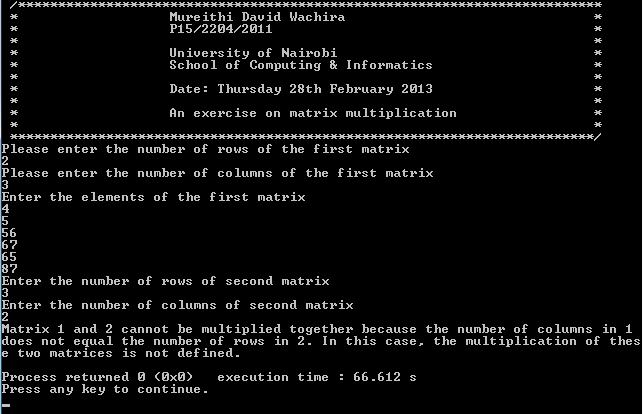 /*******************************************************************************
* Mureithi David Wachira *
* P15/2204/2011 *
* *
* University of Nairobi *
* School of Computing & Informatics *
* *
* Date: Thursday 28th February 2013 *
* *
* An exercise on matrix multiplication *
* *
*******************************************************************************/
Please enter the number of rows of the first matrix
2
Please enter the number of columns of the first matrix
3
Enter the elements of the first matrix
4
5
56
67
65
87
Enter the number of rows of second matrix
3
Enter the number of columns of second matrix
2
Matrix 1 and 2 cannot be multiplied together because the number of columns in 1
does not equal the number of rows in 2. In this case, the multiplication of thes
e two matrices is not defined.
Process returned 0 (0x0) execution time : 66.612 s
Press any key to continue.